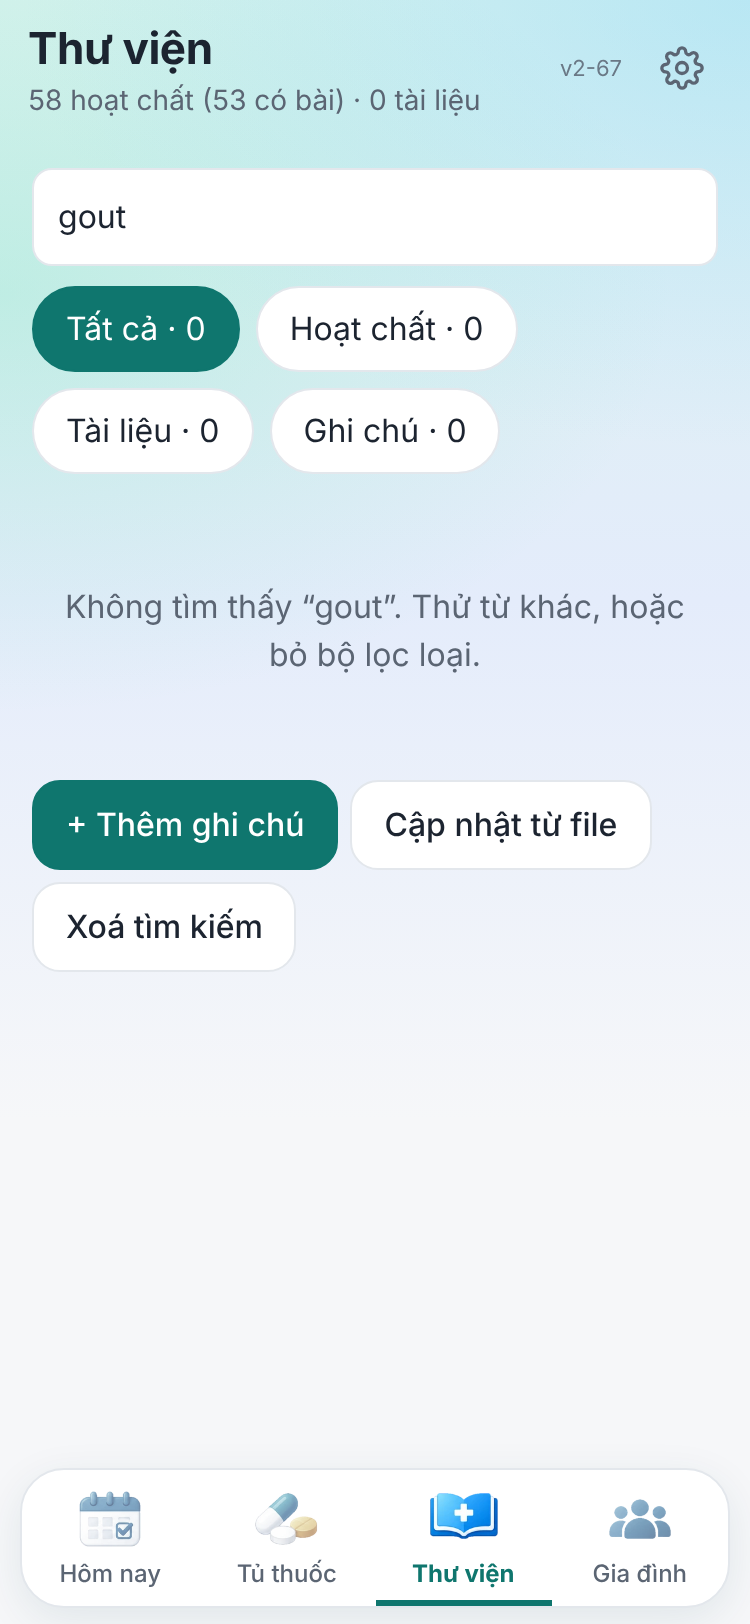 Thư viện
58 hoạt chất (53 có bài) · 0 tài liệu
v2-67
gout
Tất cả · 0
Hoạt chất · 0
Tài liệu · 0
Ghi chú · 0
Không tìm thấy “gout”. Thử từ khác, hoặc
bỏ bộ lọc loại.
+ Thêm ghi chú
Cập nhật từ file
Xoá tìm kiếm
Hôm nay
Tủ thuốc
Thư viện
Gia đình